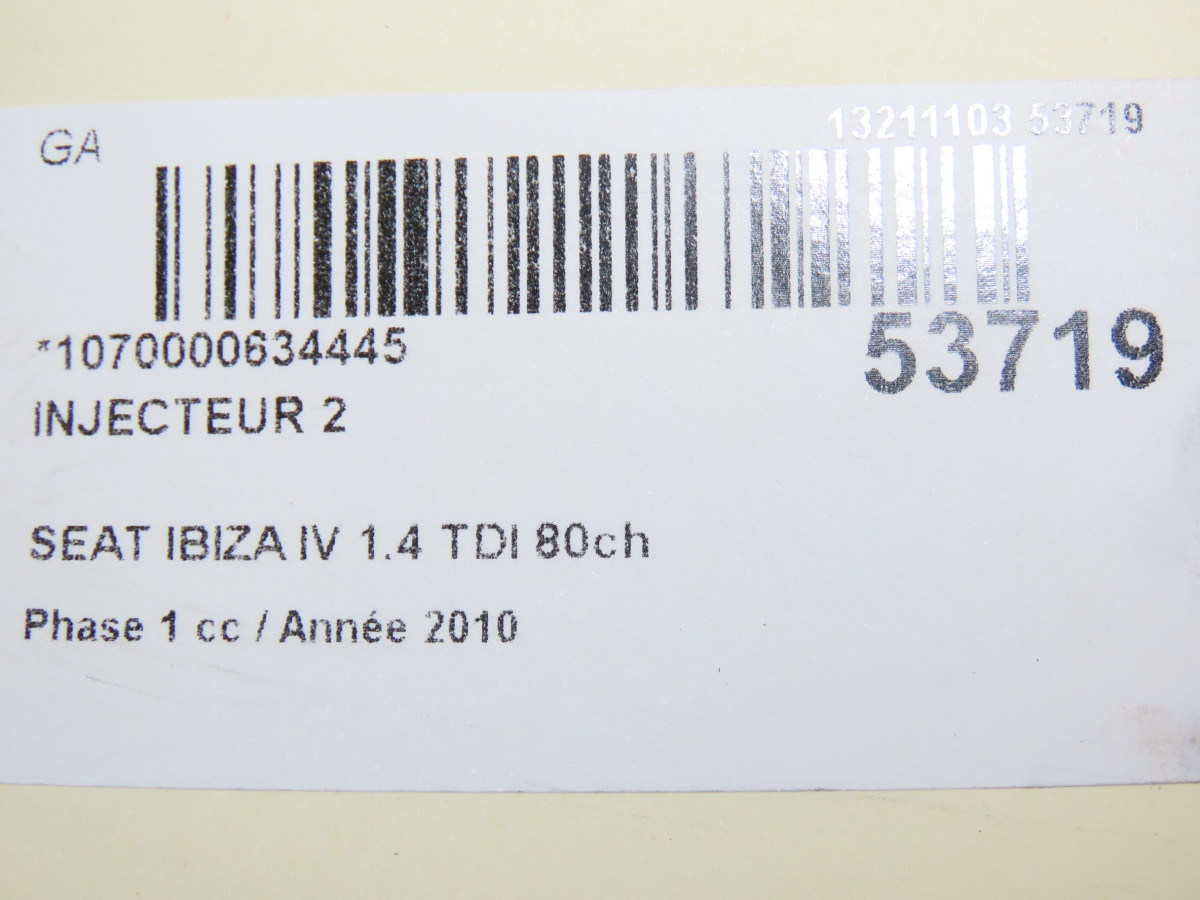 GA
13211103 53719
*1070000634445
53719
INJECTEUR 2
SEAT IBIZA IV 1.4 TDI 80ch
Phase 1 cc / Année 2010